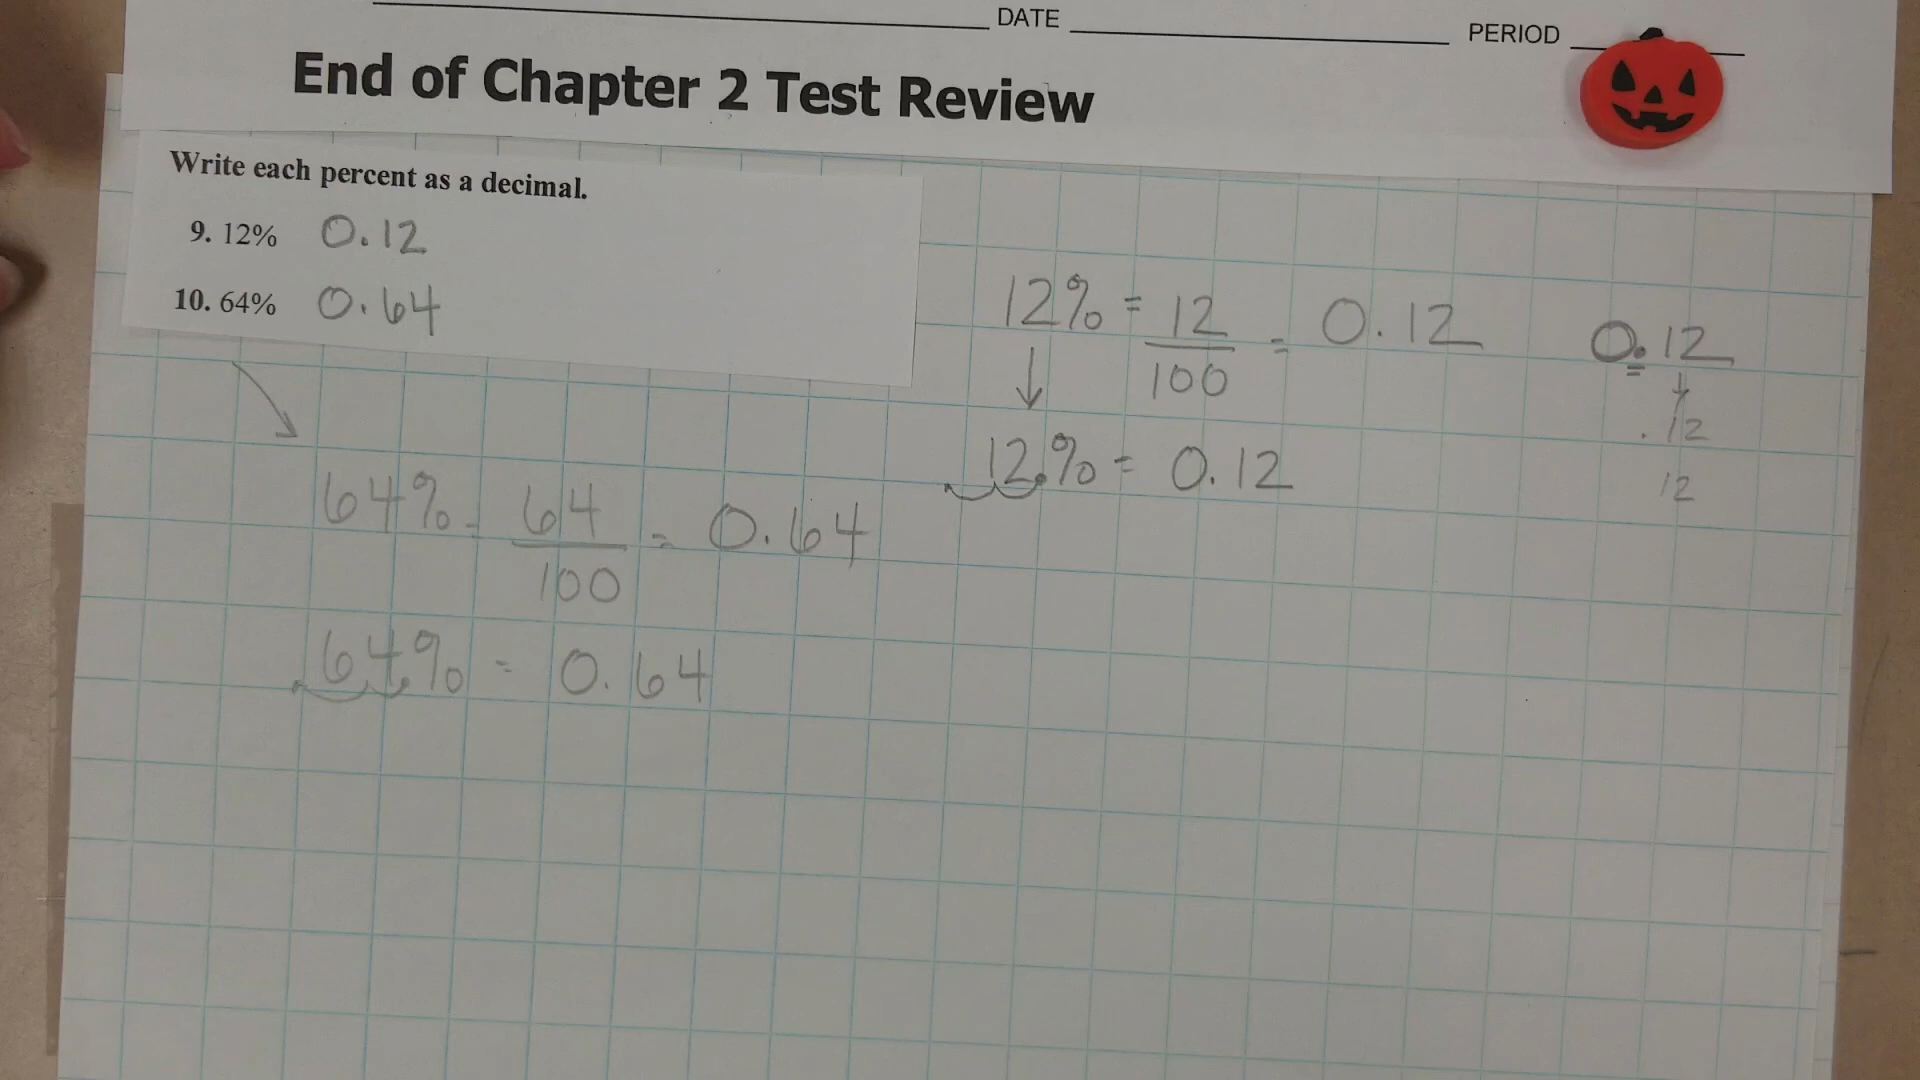 DATE
PERIOD
End of Chapter 2 Test Review
Write each percent as a decimal.
9. 12% 0.12
10. 64% 0.64
12% = 12/100 = 0.12
12.% = 0.12
0.12
.12
12
64% = 64/100 = 0.64
64% = 0.64